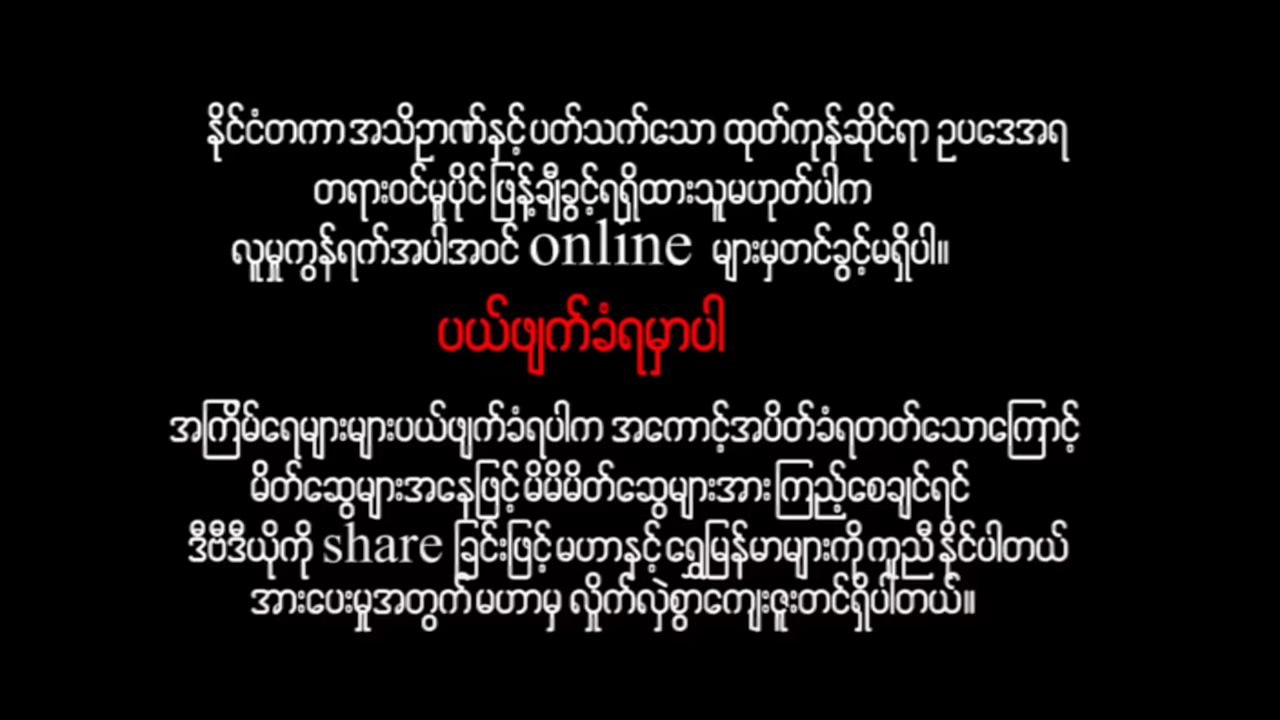 နိုင်ငံတကာ အသိဉာဏ်နှင့် ပတ်သက်သော ထုတ်ကုန်ဆိုင်ရာ ဥပဒေအရ
တရားဝင်မူပိုင် ဖြန့်ချီခွင့်ရရှိထားသူမဟုတ်ပါက
လူမှုကွန်ရက်အပါအဝင် online များမှတင်ခွင့်မရှိပါ။
ပယ်ဖျက်ခံရမှာပါ
အကြိမ်ရေများများပယ်ဖျက်ခံရပါက အကောင့်အပိတ်ခံရတတ်သောကြောင့်
မိတ်ဆွေများအနေဖြင့် မိမိမိတ်ဆွေများအား ကြည့်စေချင်ရင်
ဒီဗီဒီယိုကို share ခြင်းဖြင့် မဟာနှင့် ရွှေမြန်မာများကို ကူညီ နိုင်ပါတယ်
အားပေးမှုအတွက် မဟာမှ လှိုက်လှဲစွာကျေးဇူးတင်ရှိပါတယ်။